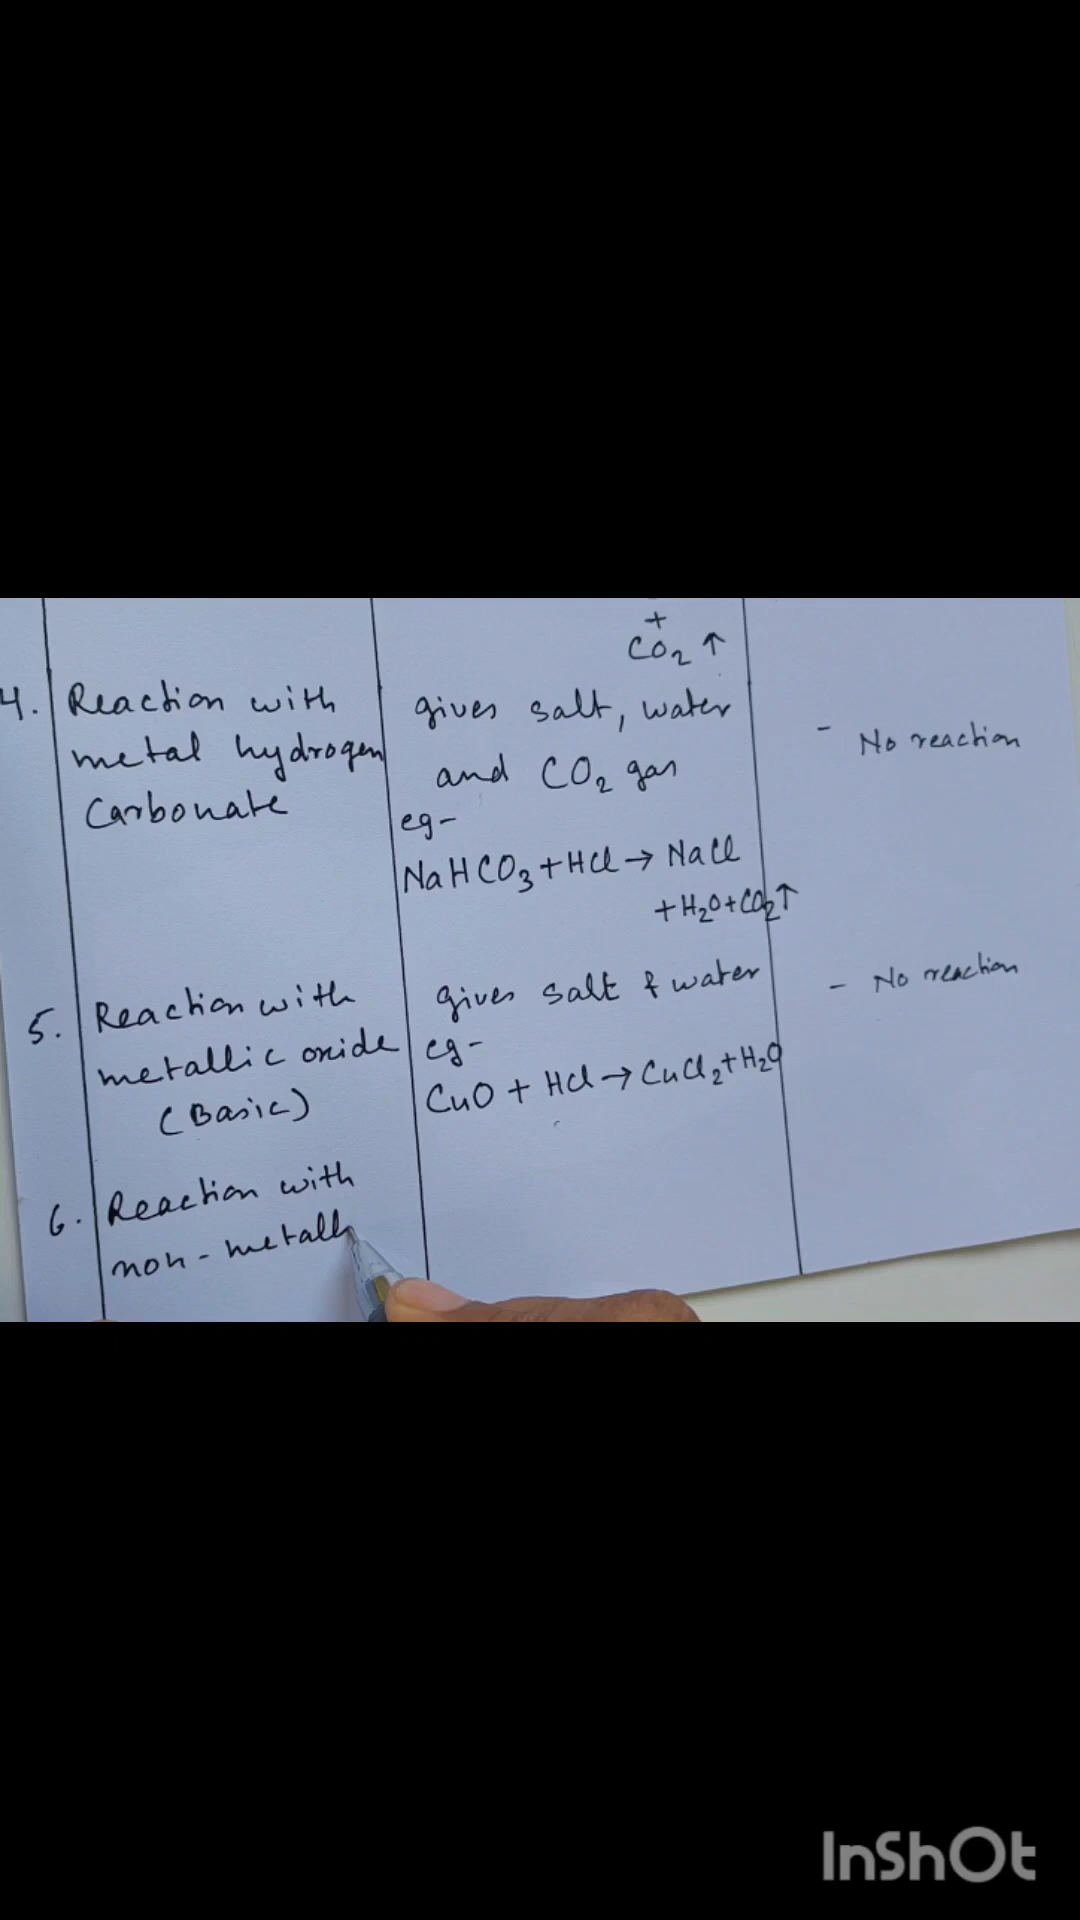 +
CO₂ ↑
4. Reaction with
metal hydrogen
Carbonate
gives salt, water
and CO₂ gas
eg-
NaHCO₃ + HCl → NaCl
+ H₂O + CO₂↑
- No reaction
5. Reaction with
metallic oxide
(Basic)
gives salt & water
eg-
CuO + HCl → CuCl₂ + H₂O
- No reaction
6. Reaction with
non-metall
InShOt